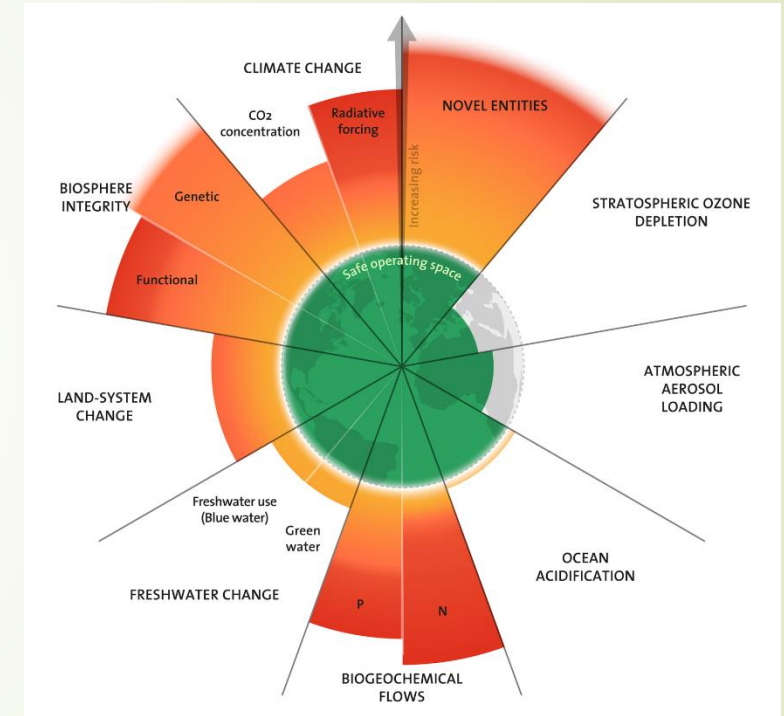 CLIMATE CHANGE
CO2
concentration
Radiative
forcing
NOVEL ENTITIES
Increasing risk
BIOSPHERE
INTEGRITY
Genetic
Functional
STRATOSPHERIC OZONE
DEPLETION
Safe operating space
LAND-SYSTEM
CHANGE
ATMOSPHERIC
AEROSOL
LOADING
Freshwater use
(Blue water)
Green
water
FRESHWATER CHANGE
OCEAN
ACIDIFICATION
P
N
BIOGEOCHEMICAL
FLOWS